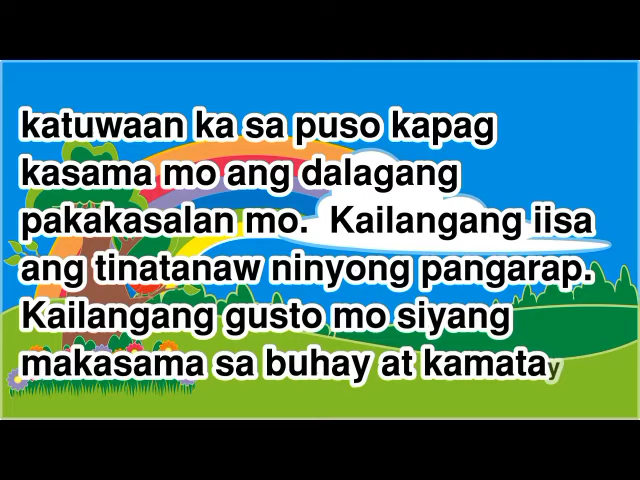 katuwaan ka sa puso kapag
kasama mo ang dalagang
pakakasalan mo.  Kailangang iisa
ang tinatanaw ninyong pangarap.
Kailangang gusto mo siyang
makasama sa buhay at kamatay